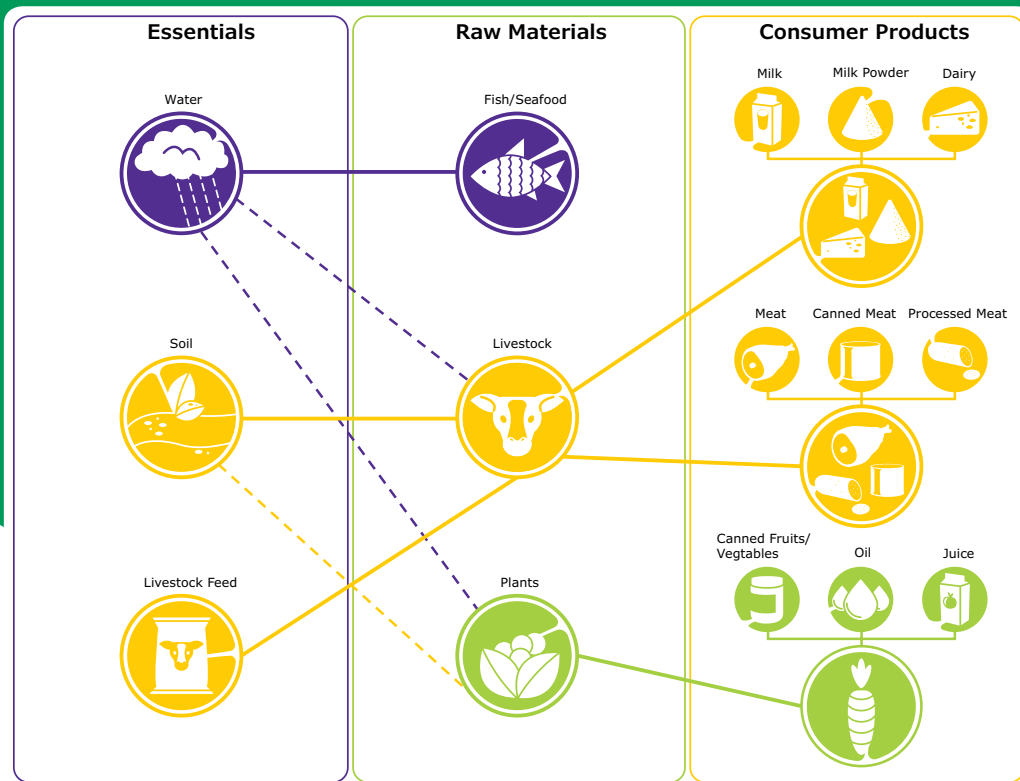 Essentials
Raw Materials
Consumer Products
Water
Fish/Seafood
Milk
Milk Powder
Dairy
Soil
Livestock
Meat
Canned Meat
Processed Meat
Livestock Feed
Plants
Canned Fruits/
Vegtables
Oil
Juice